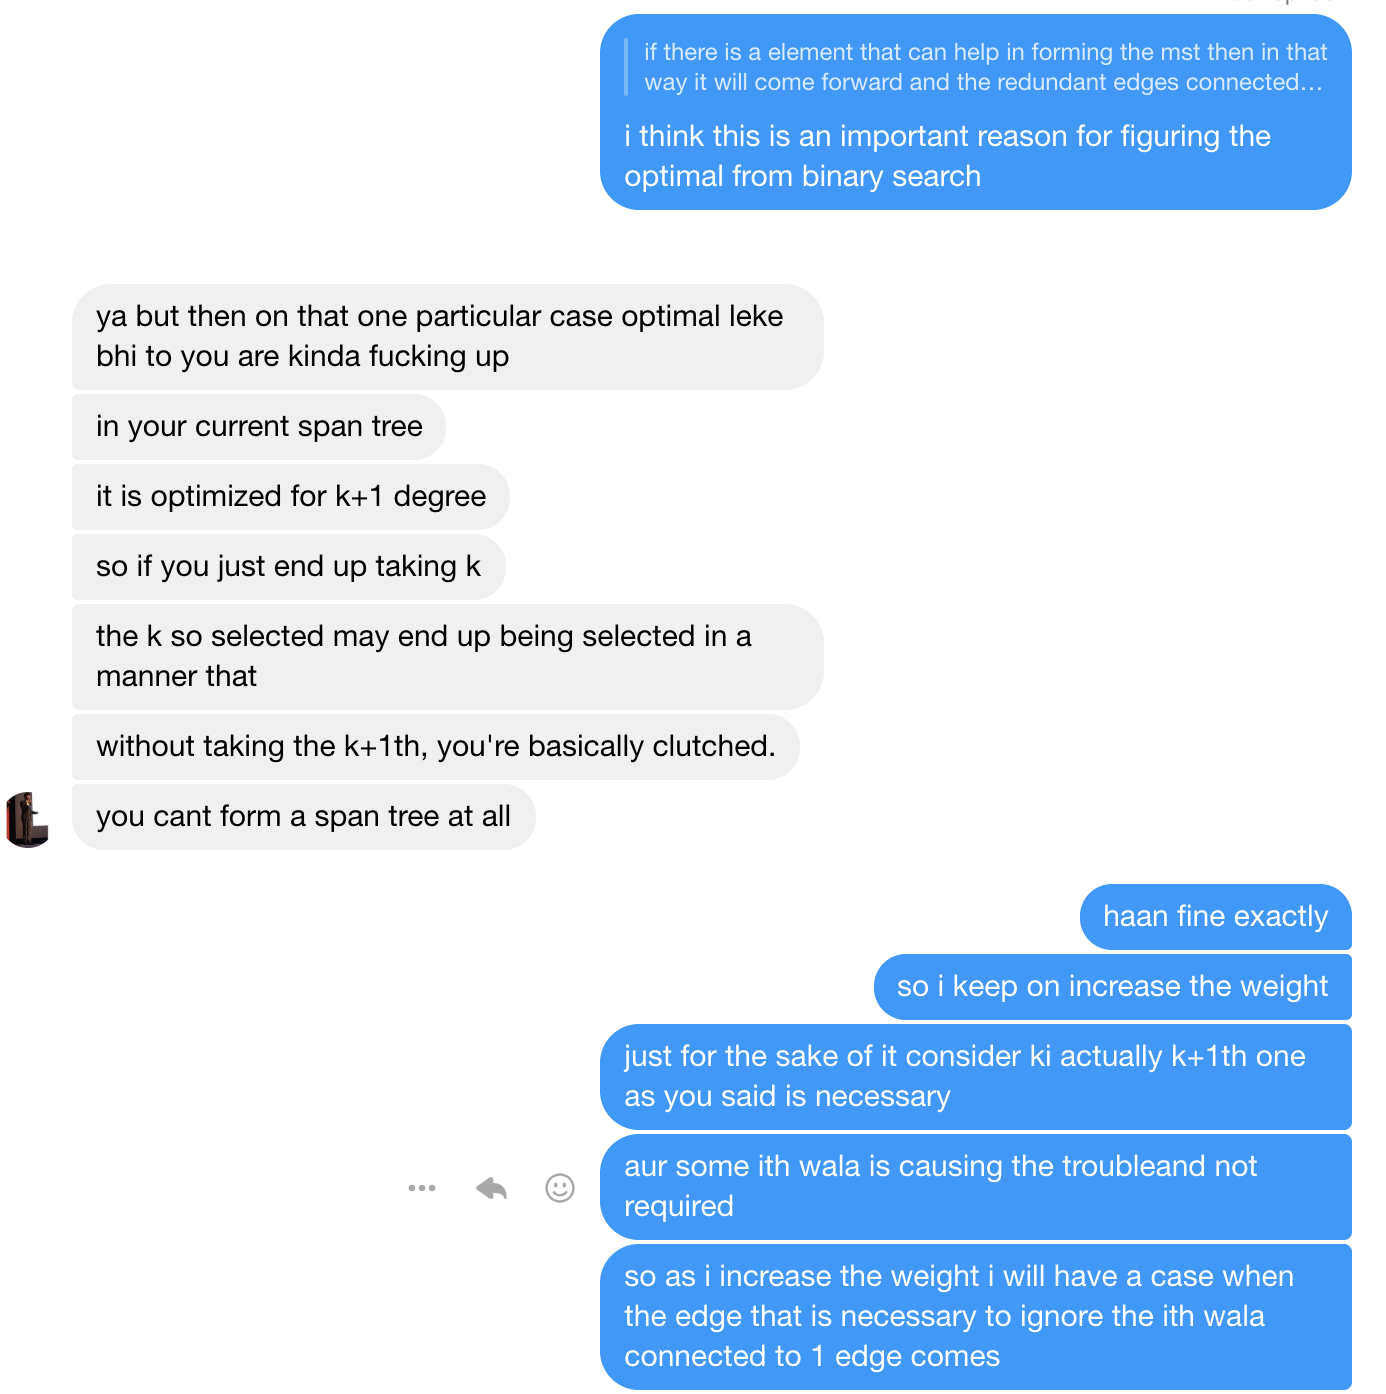 if there is a element that can help in forming the mst then in that
way it will come forward and the redundant edges connected...
i think this is an important reason for figuring the
optimal from binary search
ya but then on that one particular case optimal leke
bhi to you are kinda fucking up
in your current span tree
it is optimized for k+1 degree
so if you just end up taking k
the k so selected may end up being selected in a
manner that
without taking the k+1th, you're basically clutched.
you cant form a span tree at all
haan fine exactly
so i keep on increase the weight
just for the sake of it consider ki actually k+1th one
as you said is necessary
aur some ith wala is causing the troubleand not
required
so as i increase the weight i will have a case when
the edge that is necessary to ignore the ith wala
connected to 1 edge comes